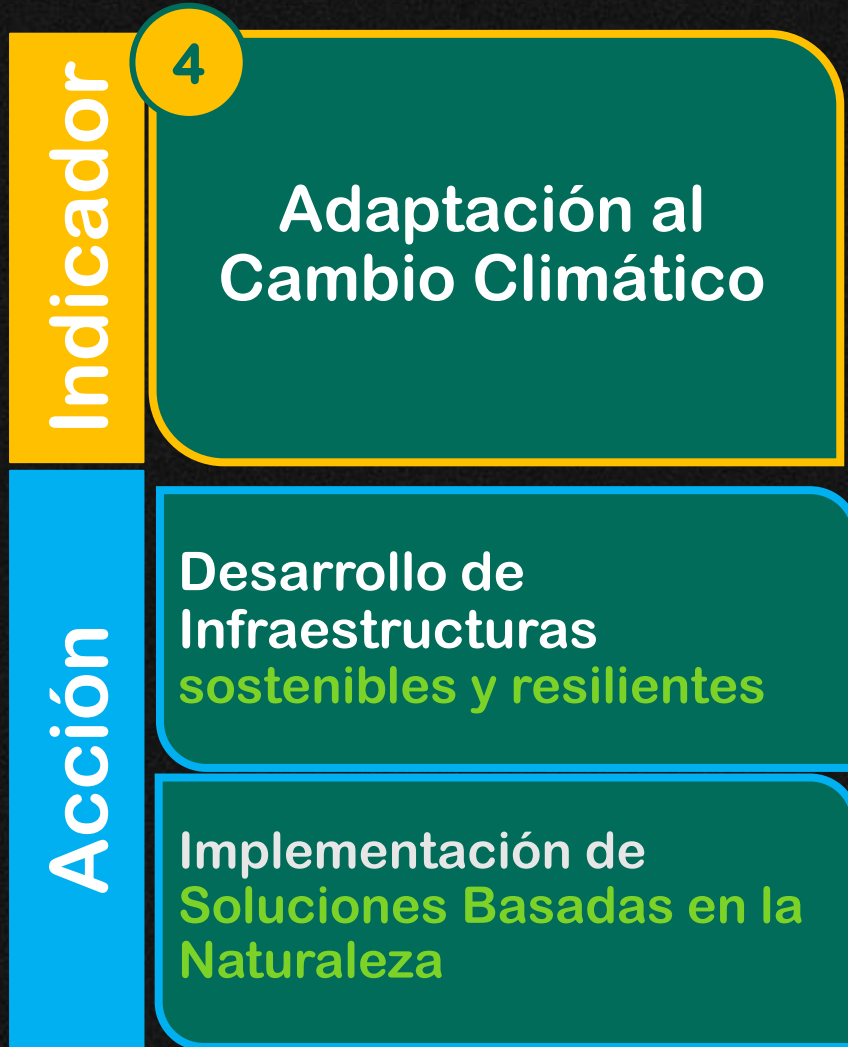 Indicador
4
Adaptación al
Cambio Climático
Acción
Desarrollo de
Infraestructuras
sostenibles y resilientes
Implementación de
Soluciones Basadas en la
Naturaleza